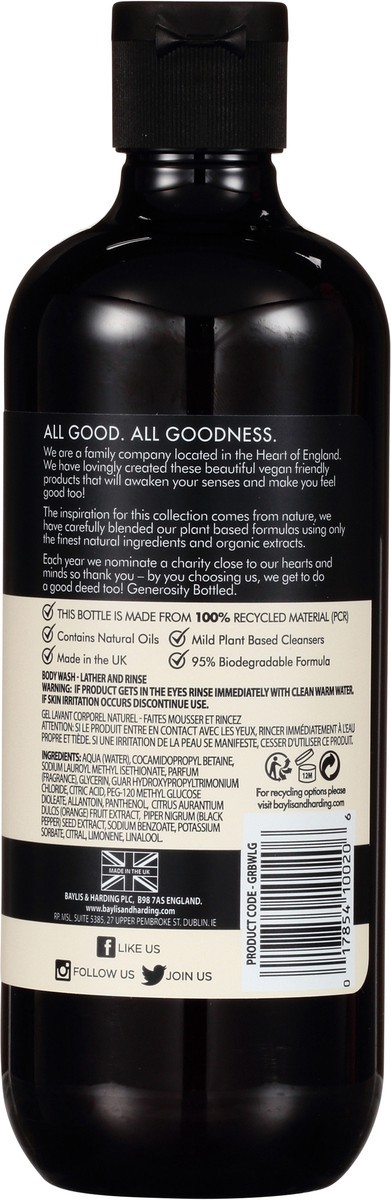 ALL GOOD. ALL GOODNESS.
We are a family company located in the Heart of England.
We have lovingly created these beautiful vegan friendly
products that will awaken your senses and make you feel
good too!
The inspiration for this collection comes from nature, we
have carefully blended our plant based formulas using only
the finest natural ingredients and organic extracts.
Each year we nominate a charity close to our hearts and
minds so thank you – by you choosing us, we get to do
a good deed too! Generosity Bottled.
THIS BOTTLE IS MADE FROM 100% RECYCLED MATERIAL (PCR)
Contains Natural Oils Mild Plant Based Cleansers
Made in the UK 95% Biodegradable Formula
BODY WASH - LATHER AND RINSE
WARNING: IF PRODUCT GETS IN THE EYES RINSE IMMEDIATELY WITH CLEAN WARM WATER.
IF SKIN IRRITATION OCCURS DISCONTINUE USE.
GEL LAVANT CORPOREL NATUREL - FAITES MOUSSER ET RINCEZ
ATTENTION: SI LE PRODUIT ENTRE EN CONTACT AVEC LES YEUX, RINCER IMMÉDIATEMENT À L'EAU
PROPRE ET TIÈDE. SI UNE IRRITATION DE LA PEAU SE MANIFESTE, CESSER D'UTILISER CE PRODUIT.
INGREDIENTS: AQUA (WATER), COCAMIDOPROPYL BETAINE,
SODIUM LAUROYL METHYL ISETHIONATE, PARFUM
(FRAGRANCE), GLYCERIN, GUAR HYDROXYPROPYLTRIMONIUM
CHLORIDE, CITRIC ACID, PEG-120 METHYL GLUCOSE
DIOLEATE, ALLANTOIN, PANTHENOL, CITRUS AURANTIUM
DULCIS (ORANGE) FRUIT EXTRACT, PIPER NIGRUM (BLACK
PEPPER) SEED EXTRACT, SODIUM BENZOATE, POTASSIUM
SORBATE, CITRAL, LIMONENE, LINALOOL.
12M
For recycling options please
visit baylisandharding.com
MADE IN THE UK
BAYLIS & HARDING PLC, B98 7AS ENGLAND.
www.baylisandharding.com
RP. MSL SUITE 5385, 27 UPPER PEMBROKE ST, DUBLIN, IE
LIKE US
FOLLOW US JOIN US
PRODUCT CODE - GRBWLG
0 17854 10020 6